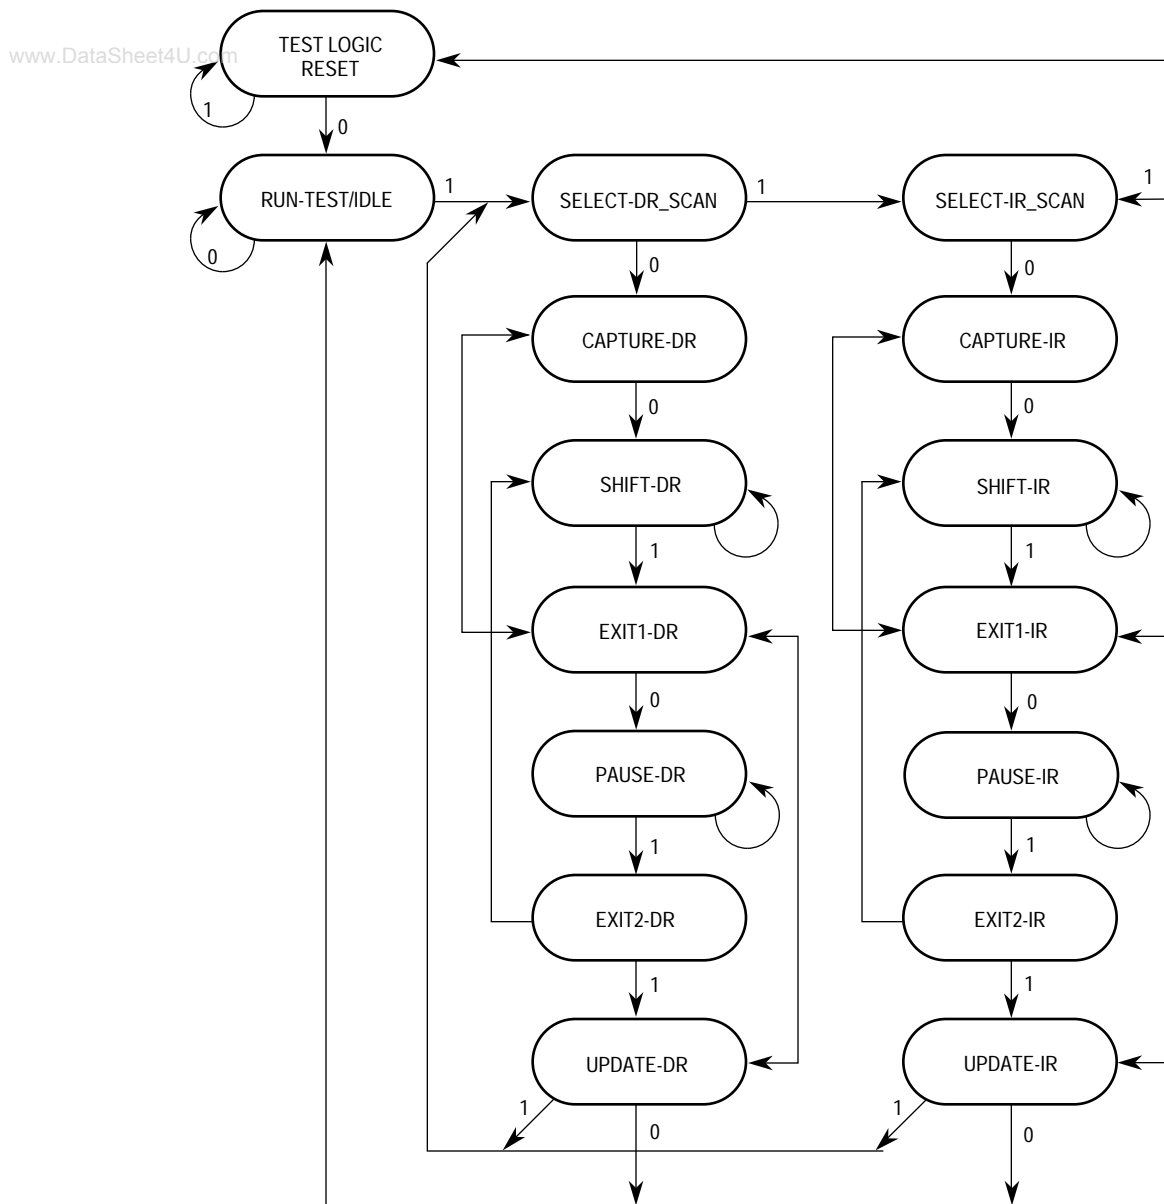 www.DataSheet4U.com
TEST LOGIC
RESET
1
0
RUN-TEST/IDLE
1
SELECT-DR_SCAN
1
SELECT-IR_SCAN
1
0
0
0
CAPTURE-DR
CAPTURE-IR
0
0
SHIFT-DR
SHIFT-IR
1
1
EXIT1-DR
EXIT1-IR
0
0
PAUSE-DR
PAUSE-IR
1
1
EXIT2-DR
EXIT2-IR
1
1
UPDATE-DR
UPDATE-IR
1
0
1
0